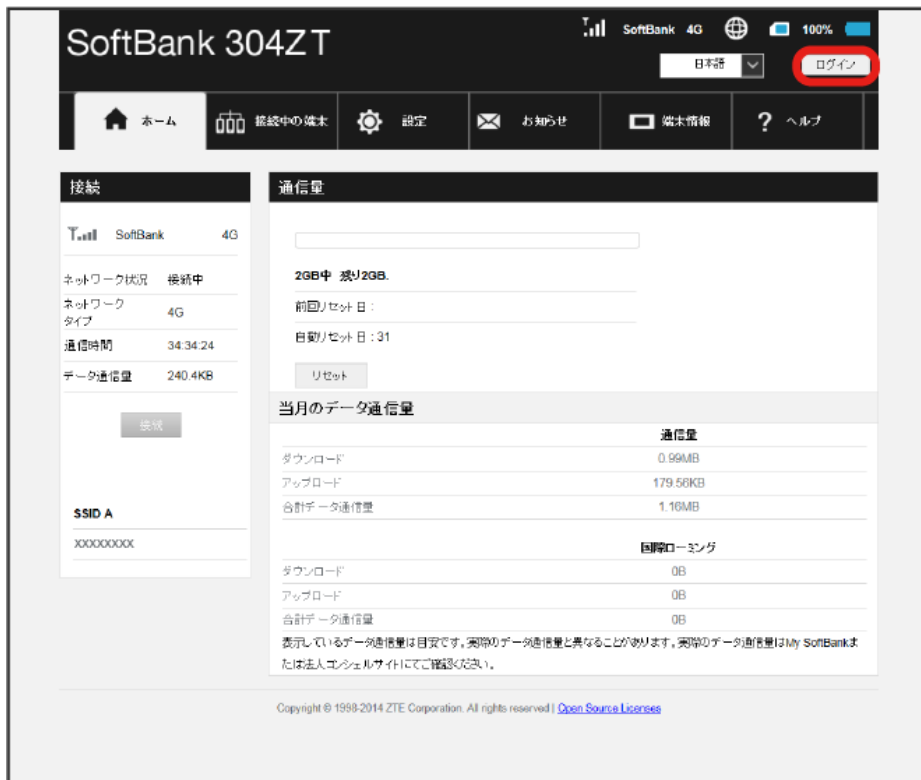 SoftBank 304ZT
SoftBank 4G 100%
日本語 ログイン
ホーム 接続中の端末 設定 お知らせ 端末情報 ? ヘルプ
接続
SoftBank 4G
ネットワーク状況 接続中
ネットワーク
タイプ 4G
通信時間 34:34:24
データ通信量 240.4KB
接続
SSID A
XXXXXXXX
通信量
2GB中 残り2GB.
前回リセット日 :
自動リセット日 : 31
リセット
当月のデータ通信量
通信量
ダウンロード 0.99MB
アップロード 179.56KB
合計データ通信量 1.16MB
国際ローミング
ダウンロード 0B
アップロード 0B
合計データ通信量 0B
表示しているデータ通信量は目安です。実際のデータ通信量と異なることがあります。実際のデータ通信量はMy SoftBankま
たは法人コンシェルサイトにてご確認ください。
Copyright © 1998-2014 ZTE Corporation. All rights reserved | Open Source Licenses